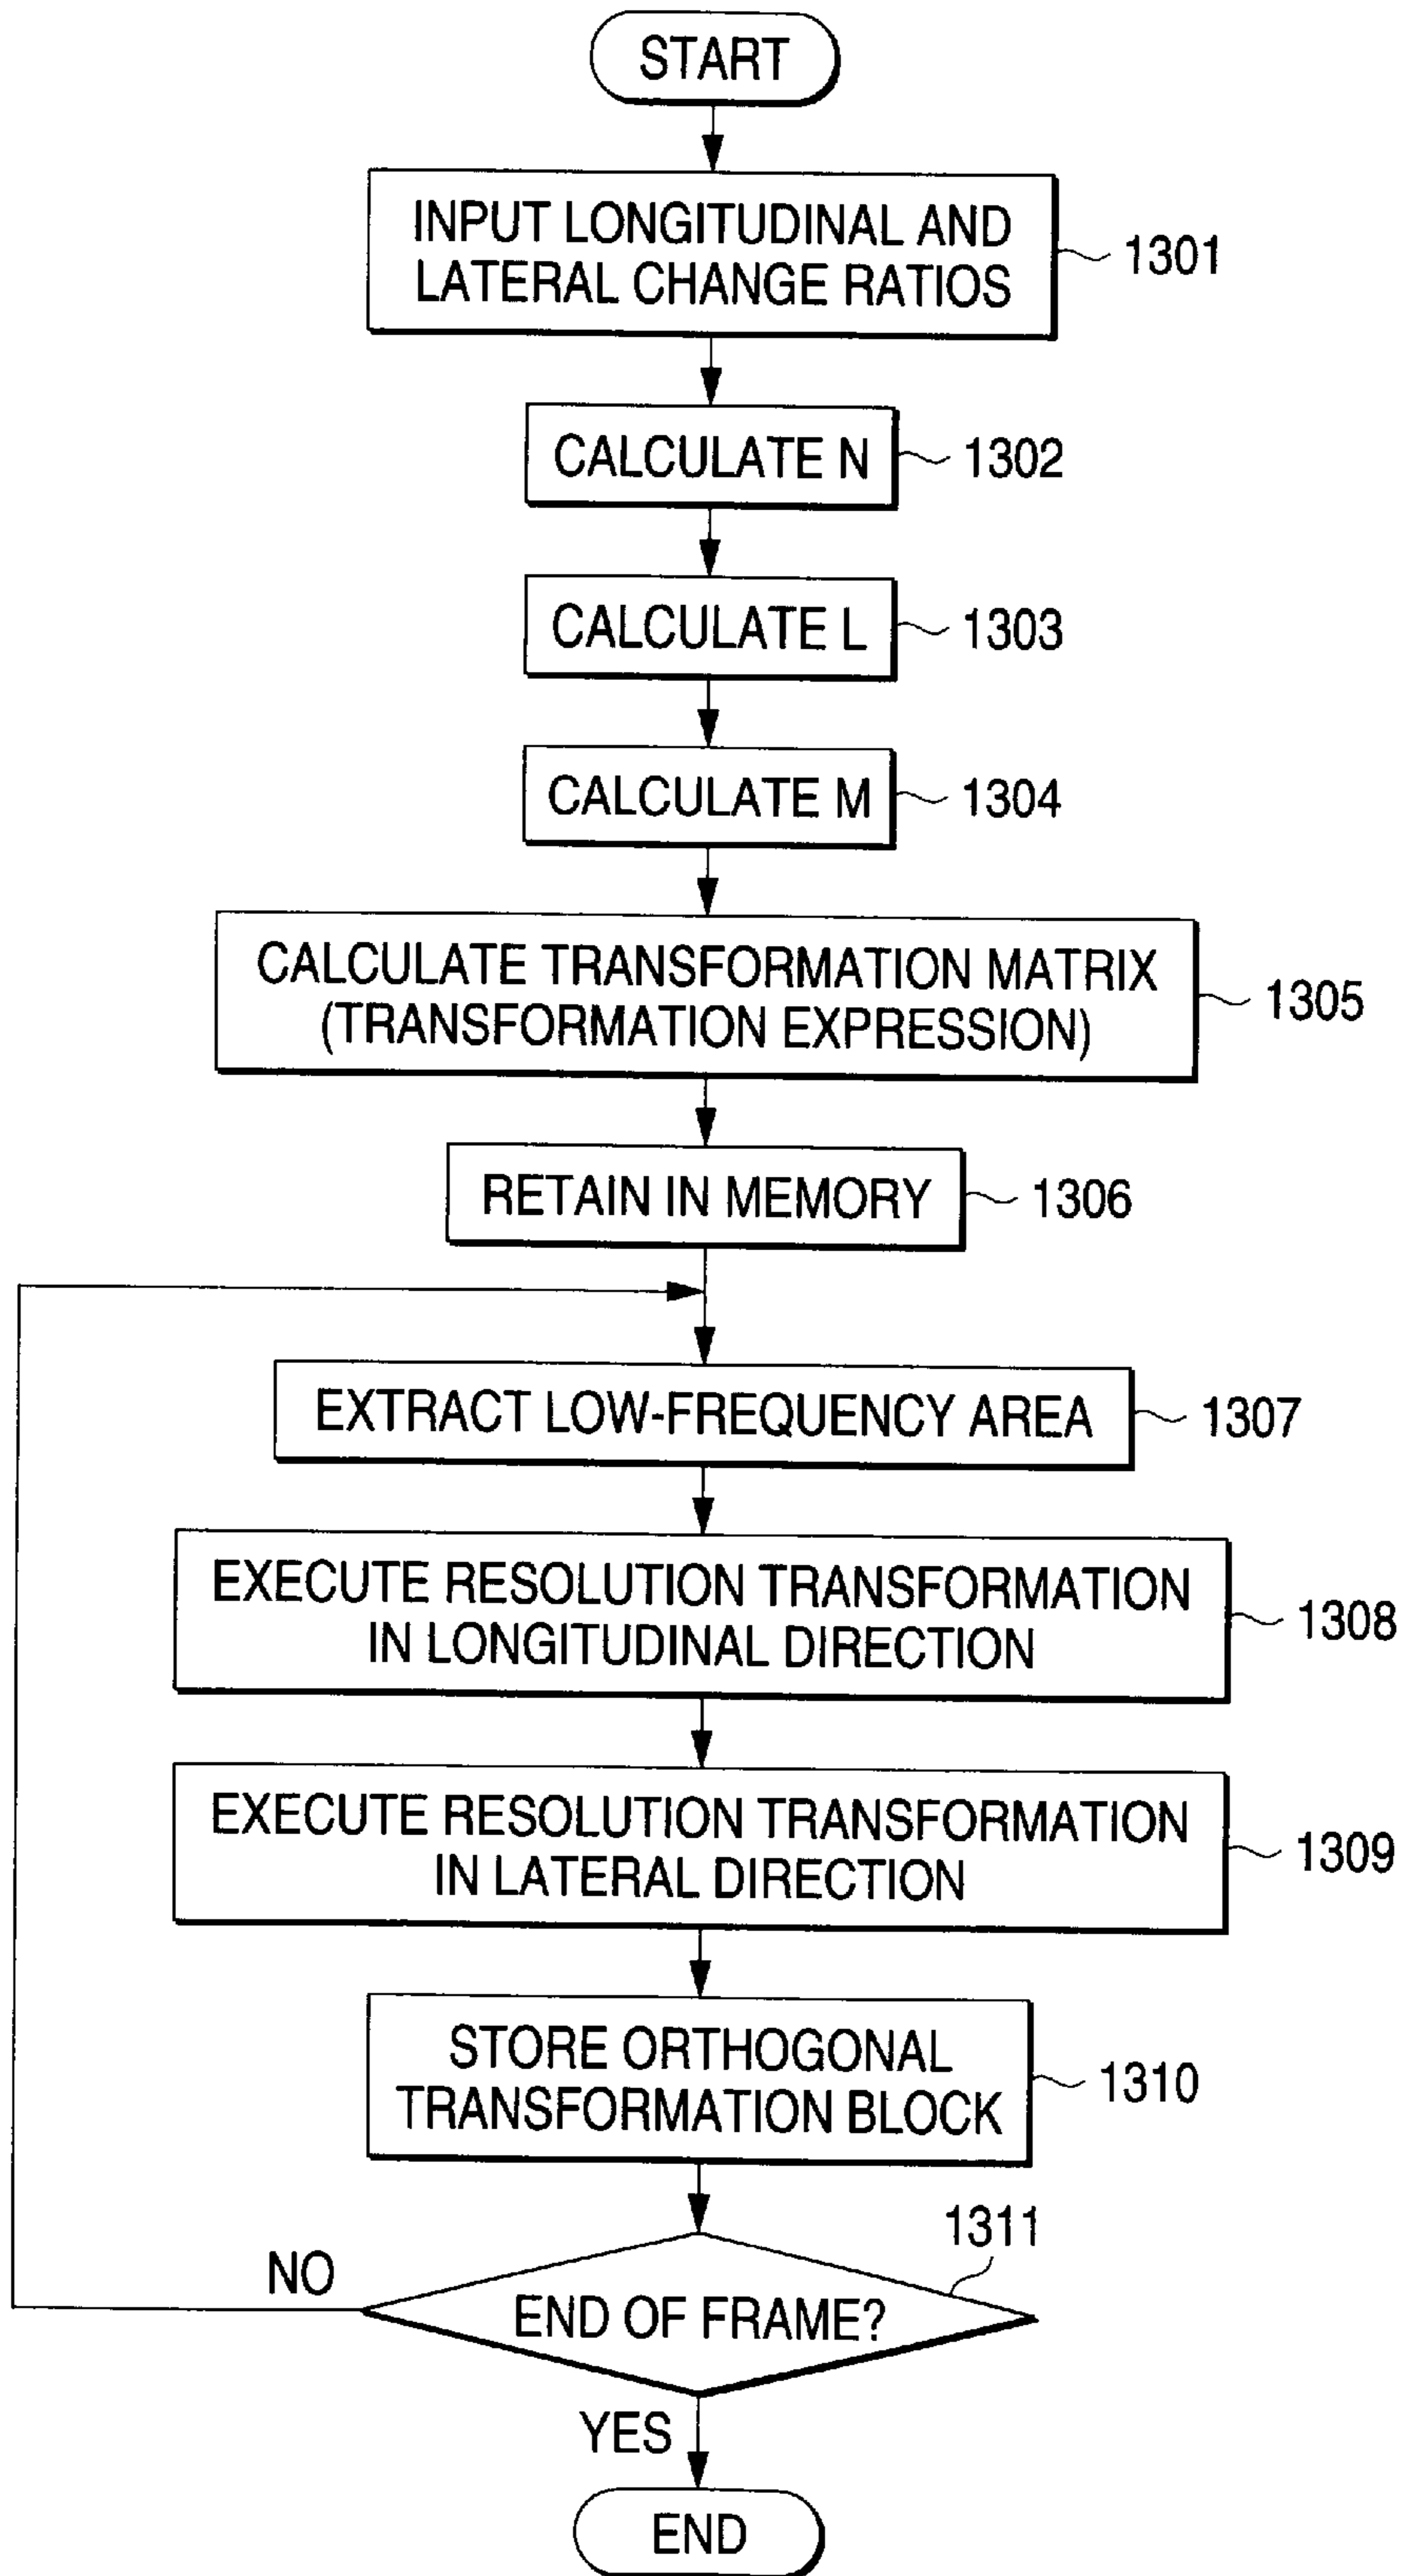 START
INPUT LONGITUDINAL AND
LATERAL CHANGE RATIOS
1301
CALCULATE N
1302
CALCULATE L
1303
CALCULATE M
1304
CALCULATE TRANSFORMATION MATRIX
(TRANSFORMATION EXPRESSION)
1305
RETAIN IN MEMORY
1306
EXTRACT LOW-FREQUENCY AREA
1307
EXECUTE RESOLUTION TRANSFORMATION
IN LONGITUDINAL DIRECTION
1308
EXECUTE RESOLUTION TRANSFORMATION
IN LATERAL DIRECTION
1309
STORE ORTHOGONAL
TRANSFORMATION BLOCK
1310
1311
NO
END OF FRAME?
YES
END